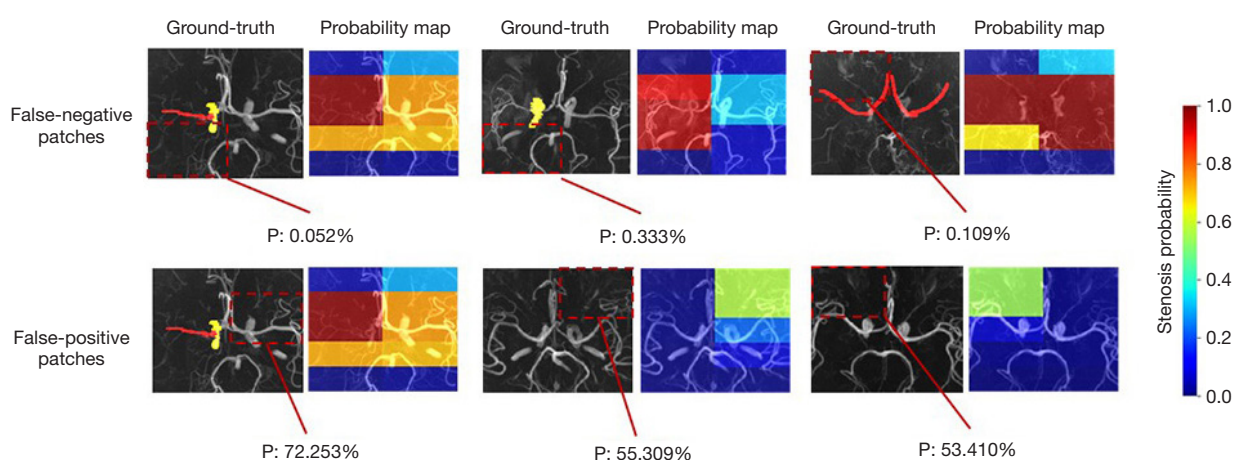 Ground-truth Probability map Ground-truth Probability map Ground-truth Probability map
False-negative
patches
P: 0.052% P: 0.333% P: 0.109%
False-positive
patches
P: 72.253% P: 55.309% P: 53.410%
Stenosis probability
1.0
0.8
0.6
0.4
0.2
0.0